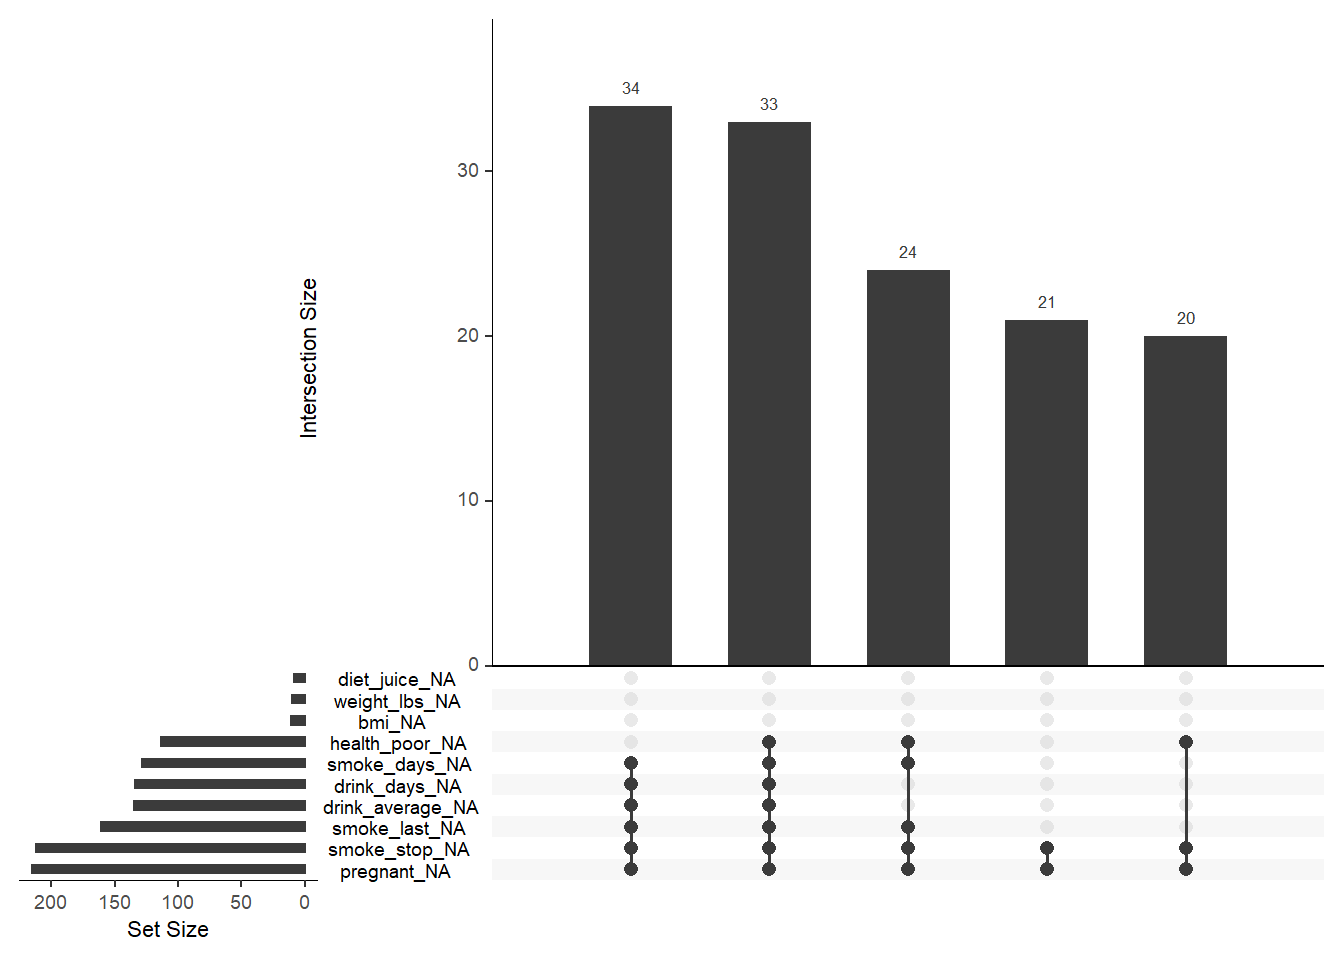 34
33
24
21
20
30
20
10
0
Intersection Size
diet_juice_NA
weight_lbs_NA
bmi_NA
health_poor_NA
smoke_days_NA
drink_days_NA
drink_average_NA
smoke_last_NA
smoke_stop_NA
pregnant_NA
200 150 100 50 0
Set Size